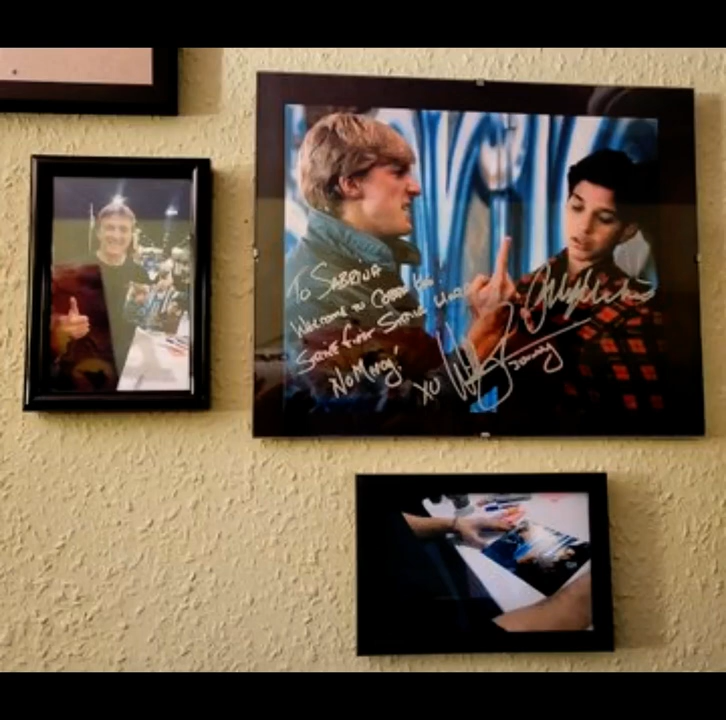 To SABRINA
WELCOME TO COBRA KAI
STRIKE FIRST STRIKE HARD
NO MERCY!
XO
JOHNNY